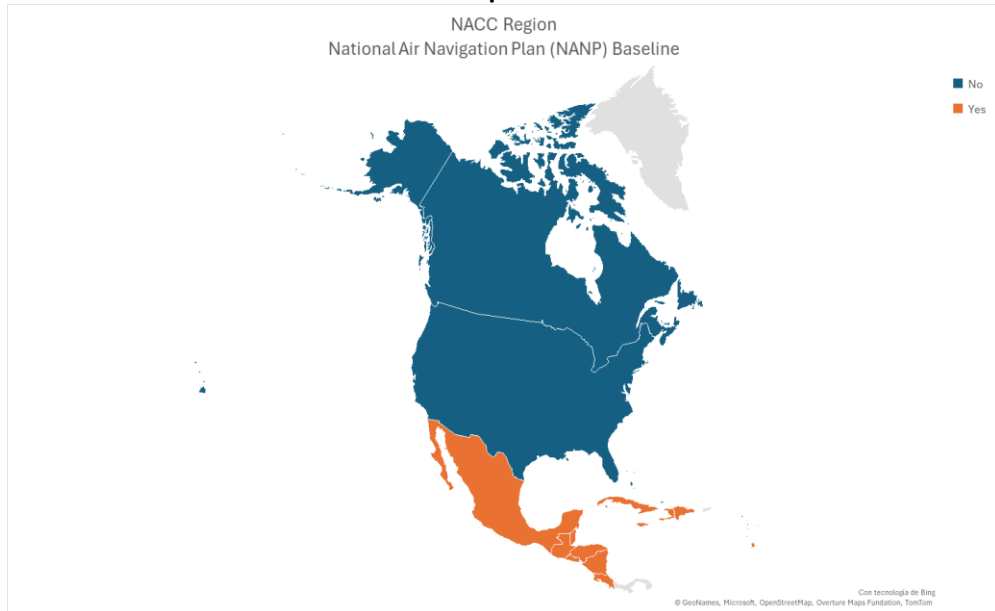 NACC Region
National Air Navigation Plan (NANP) Baseline
No
Yes
Con tecnología de Bing
© GeoNames, Microsoft, OpenStreetMap, Overture Maps Fundation, TomTom